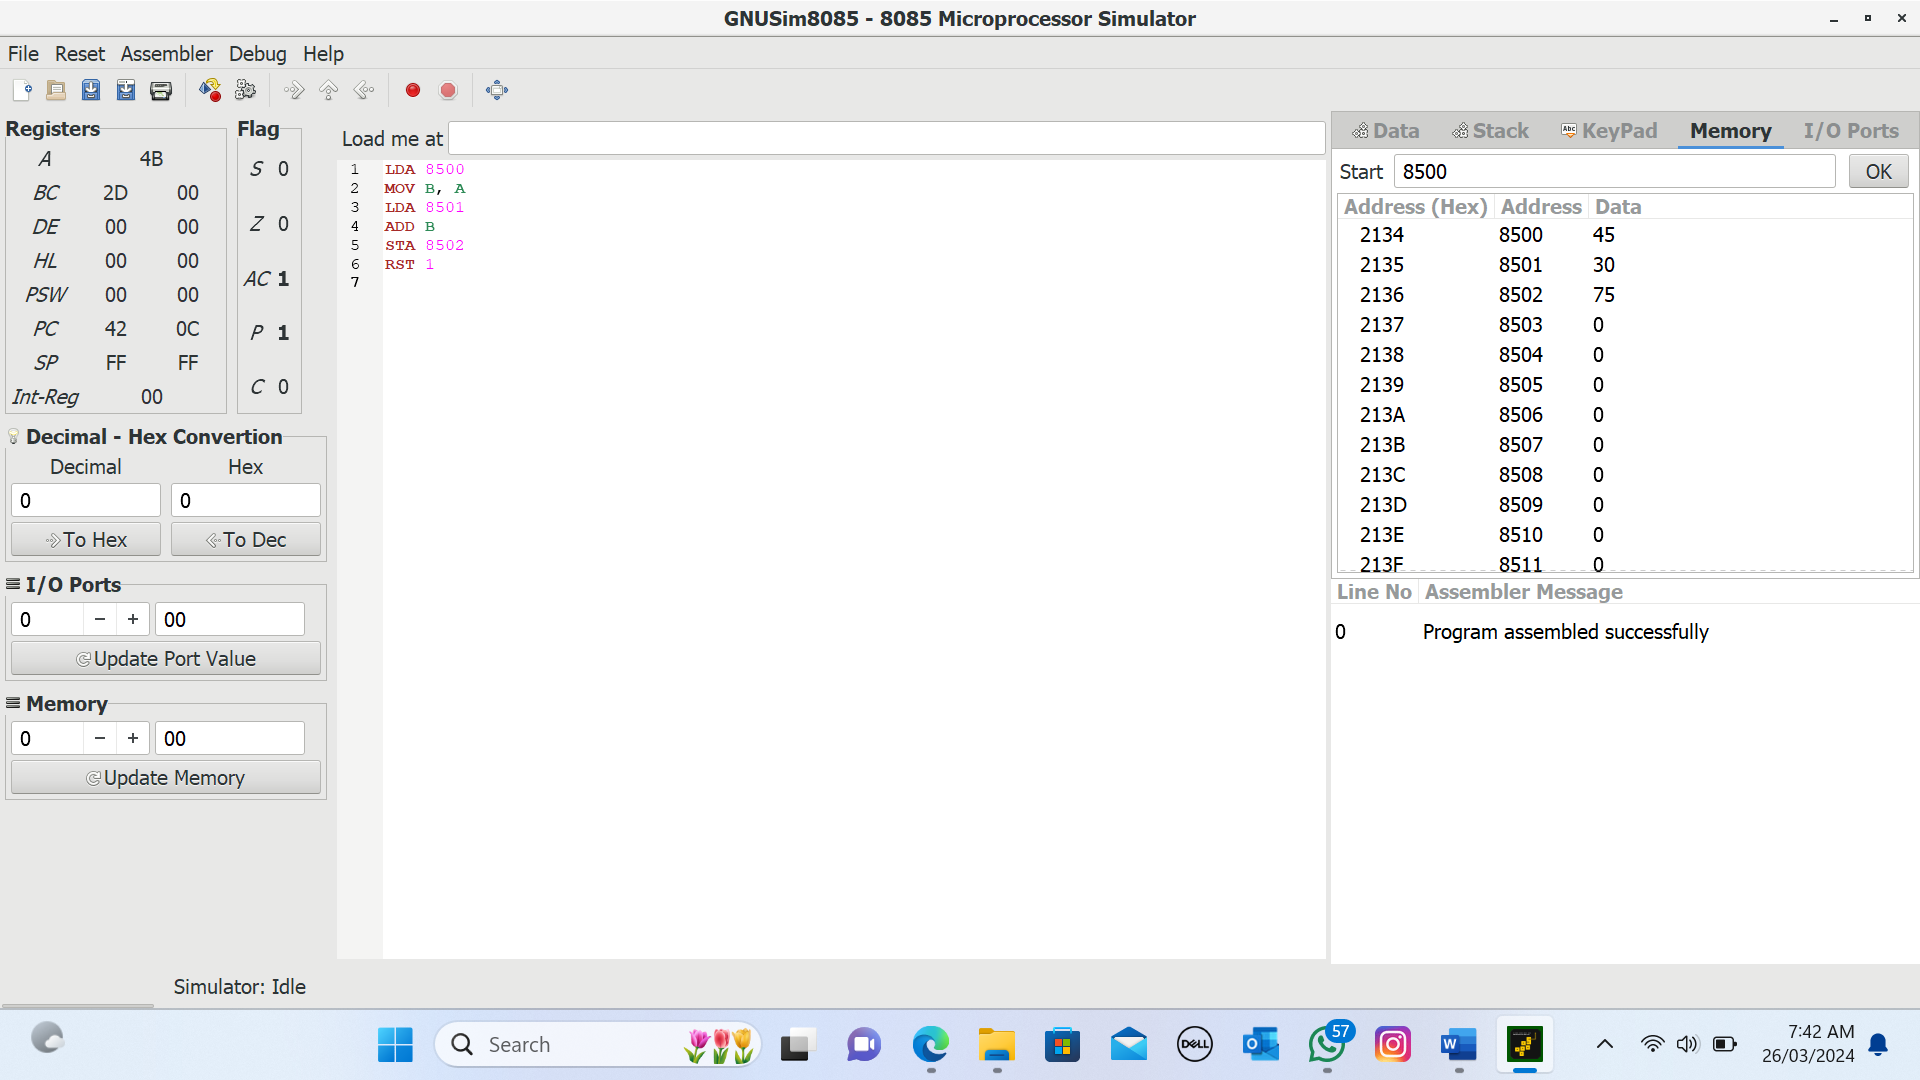 GNUSim8085 - 8085 Microprocessor Simulator
File Reset Assembler Debug Help
Registers
A 4B
BC 2D 00
DE 00 00
HL 00 00
PSW 00 00
PC 42 0C
SP FF FF
Int-Reg 00
Flag
S 0
Z 0
AC 1
P 1
C 0
Decimal - Hex Convertion
Decimal Hex
0 0
To Hex To Dec
I/O Ports
0 − + 00
Update Port Value
Memory
0 − + 00
Update Memory
Load me at
1 LDA 8500
2 MOV B, A
3 LDA 8501
4 ADD B
5 STA 8502
6 RST 1
7
Data Stack Abc KeyPad Memory I/O Ports
Start 8500 OK
Address (Hex) Address Data
2134 8500 45
2135 8501 30
2136 8502 75
2137 8503 0
2138 8504 0
2139 8505 0
213A 8506 0
213B 8507 0
213C 8508 0
213D 8509 0
213E 8510 0
213F 8511 0
Line No Assembler Message
0 Program assembled successfully
Simulator: Idle
Search
DELL
O
57
W
7:42 AM
26/03/2024